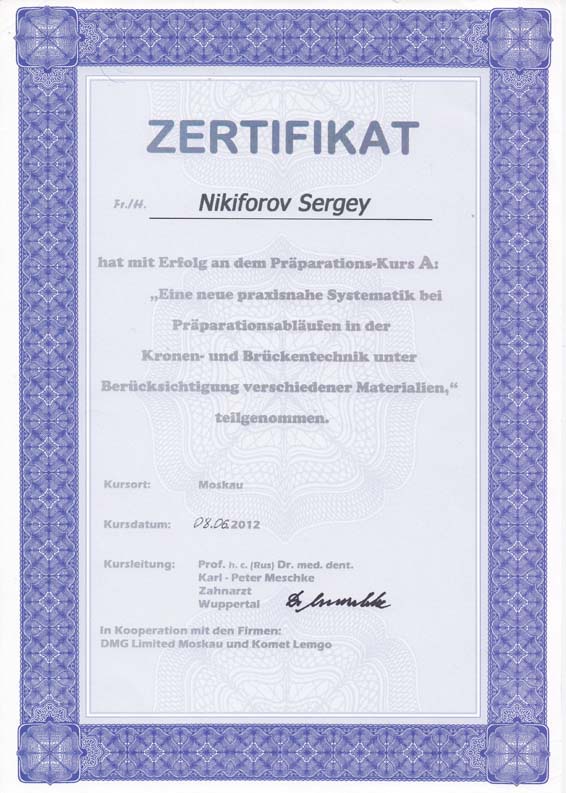 ZERTIFIKAT
Fr./H. Nikiforov Sergey
hat mit Erfolg an dem Präparations-Kurs A:
„Eine neue praxisnahe Systematik bei
Präparationsabläufen in der
Kronen- und Brückentechnik unter
Berücksichtigung verschiedener Materialien,“
teilgenommen.
Kursort: Moskau
Kursdatum: 08.06.2012
Kursleitung: Prof. h. c. (Rus) Dr. med. dent.
Karl - Peter Meschke
Zahnarzt
Wuppertal
In Kooperation mit den Firmen:
DMG Limited Moskau und Komet Lemgo